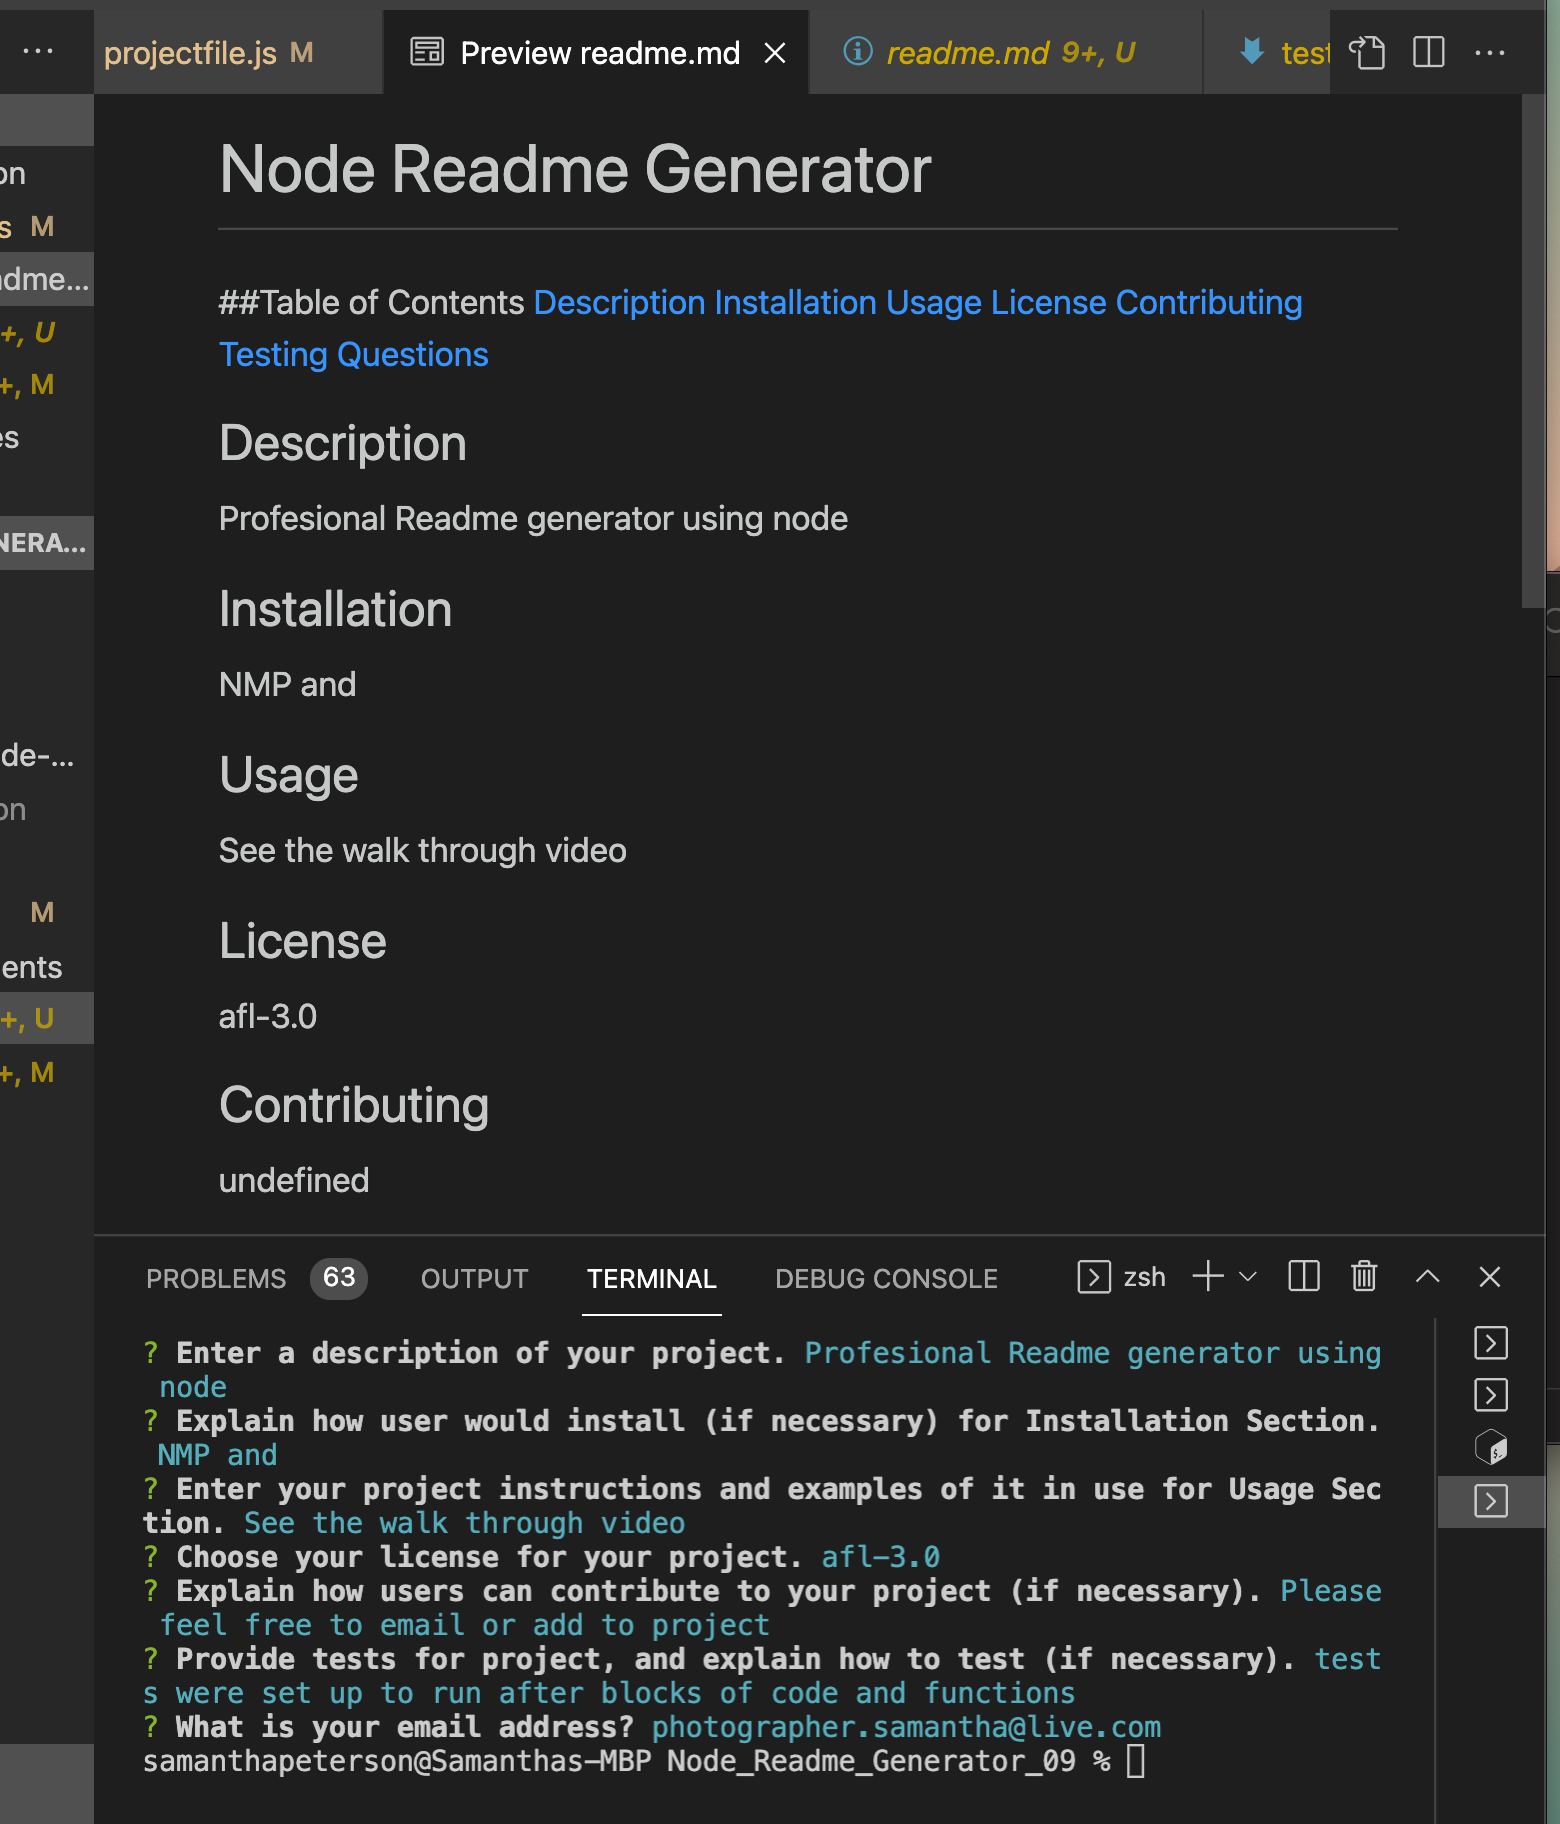 projectfile.js M
Preview readme.md
readme.md 9+, U
test
on
s M
adme...
+, U
+, M
es
NERA...
de-...
on
M
ents
+, U
+, M
Node Readme Generator
##Table of Contents Description Installation Usage License Contributing
Testing Questions
Description
Profesional Readme generator using node
Installation
NMP and
Usage
See the walk through video
License
afl-3.0
Contributing
undefined
PROBLEMS 63 OUTPUT TERMINAL DEBUG CONSOLE zsh
? Enter a description of your project. Profesional Readme generator using
node
? Explain how user would install (if necessary) for Installation Section.
NMP and
? Enter your project instructions and examples of it in use for Usage Sec
tion. See the walk through video
? Choose your license for your project. afl-3.0
? Explain how users can contribute to your project (if necessary). Please
feel free to email or add to project
? Provide tests for project, and explain how to test (if necessary). test
s were set up to run after blocks of code and functions
? What is your email address? photographer.samantha@live.com
samanthapeterson@Samanthas-MBP Node_Readme_Generator_09 %